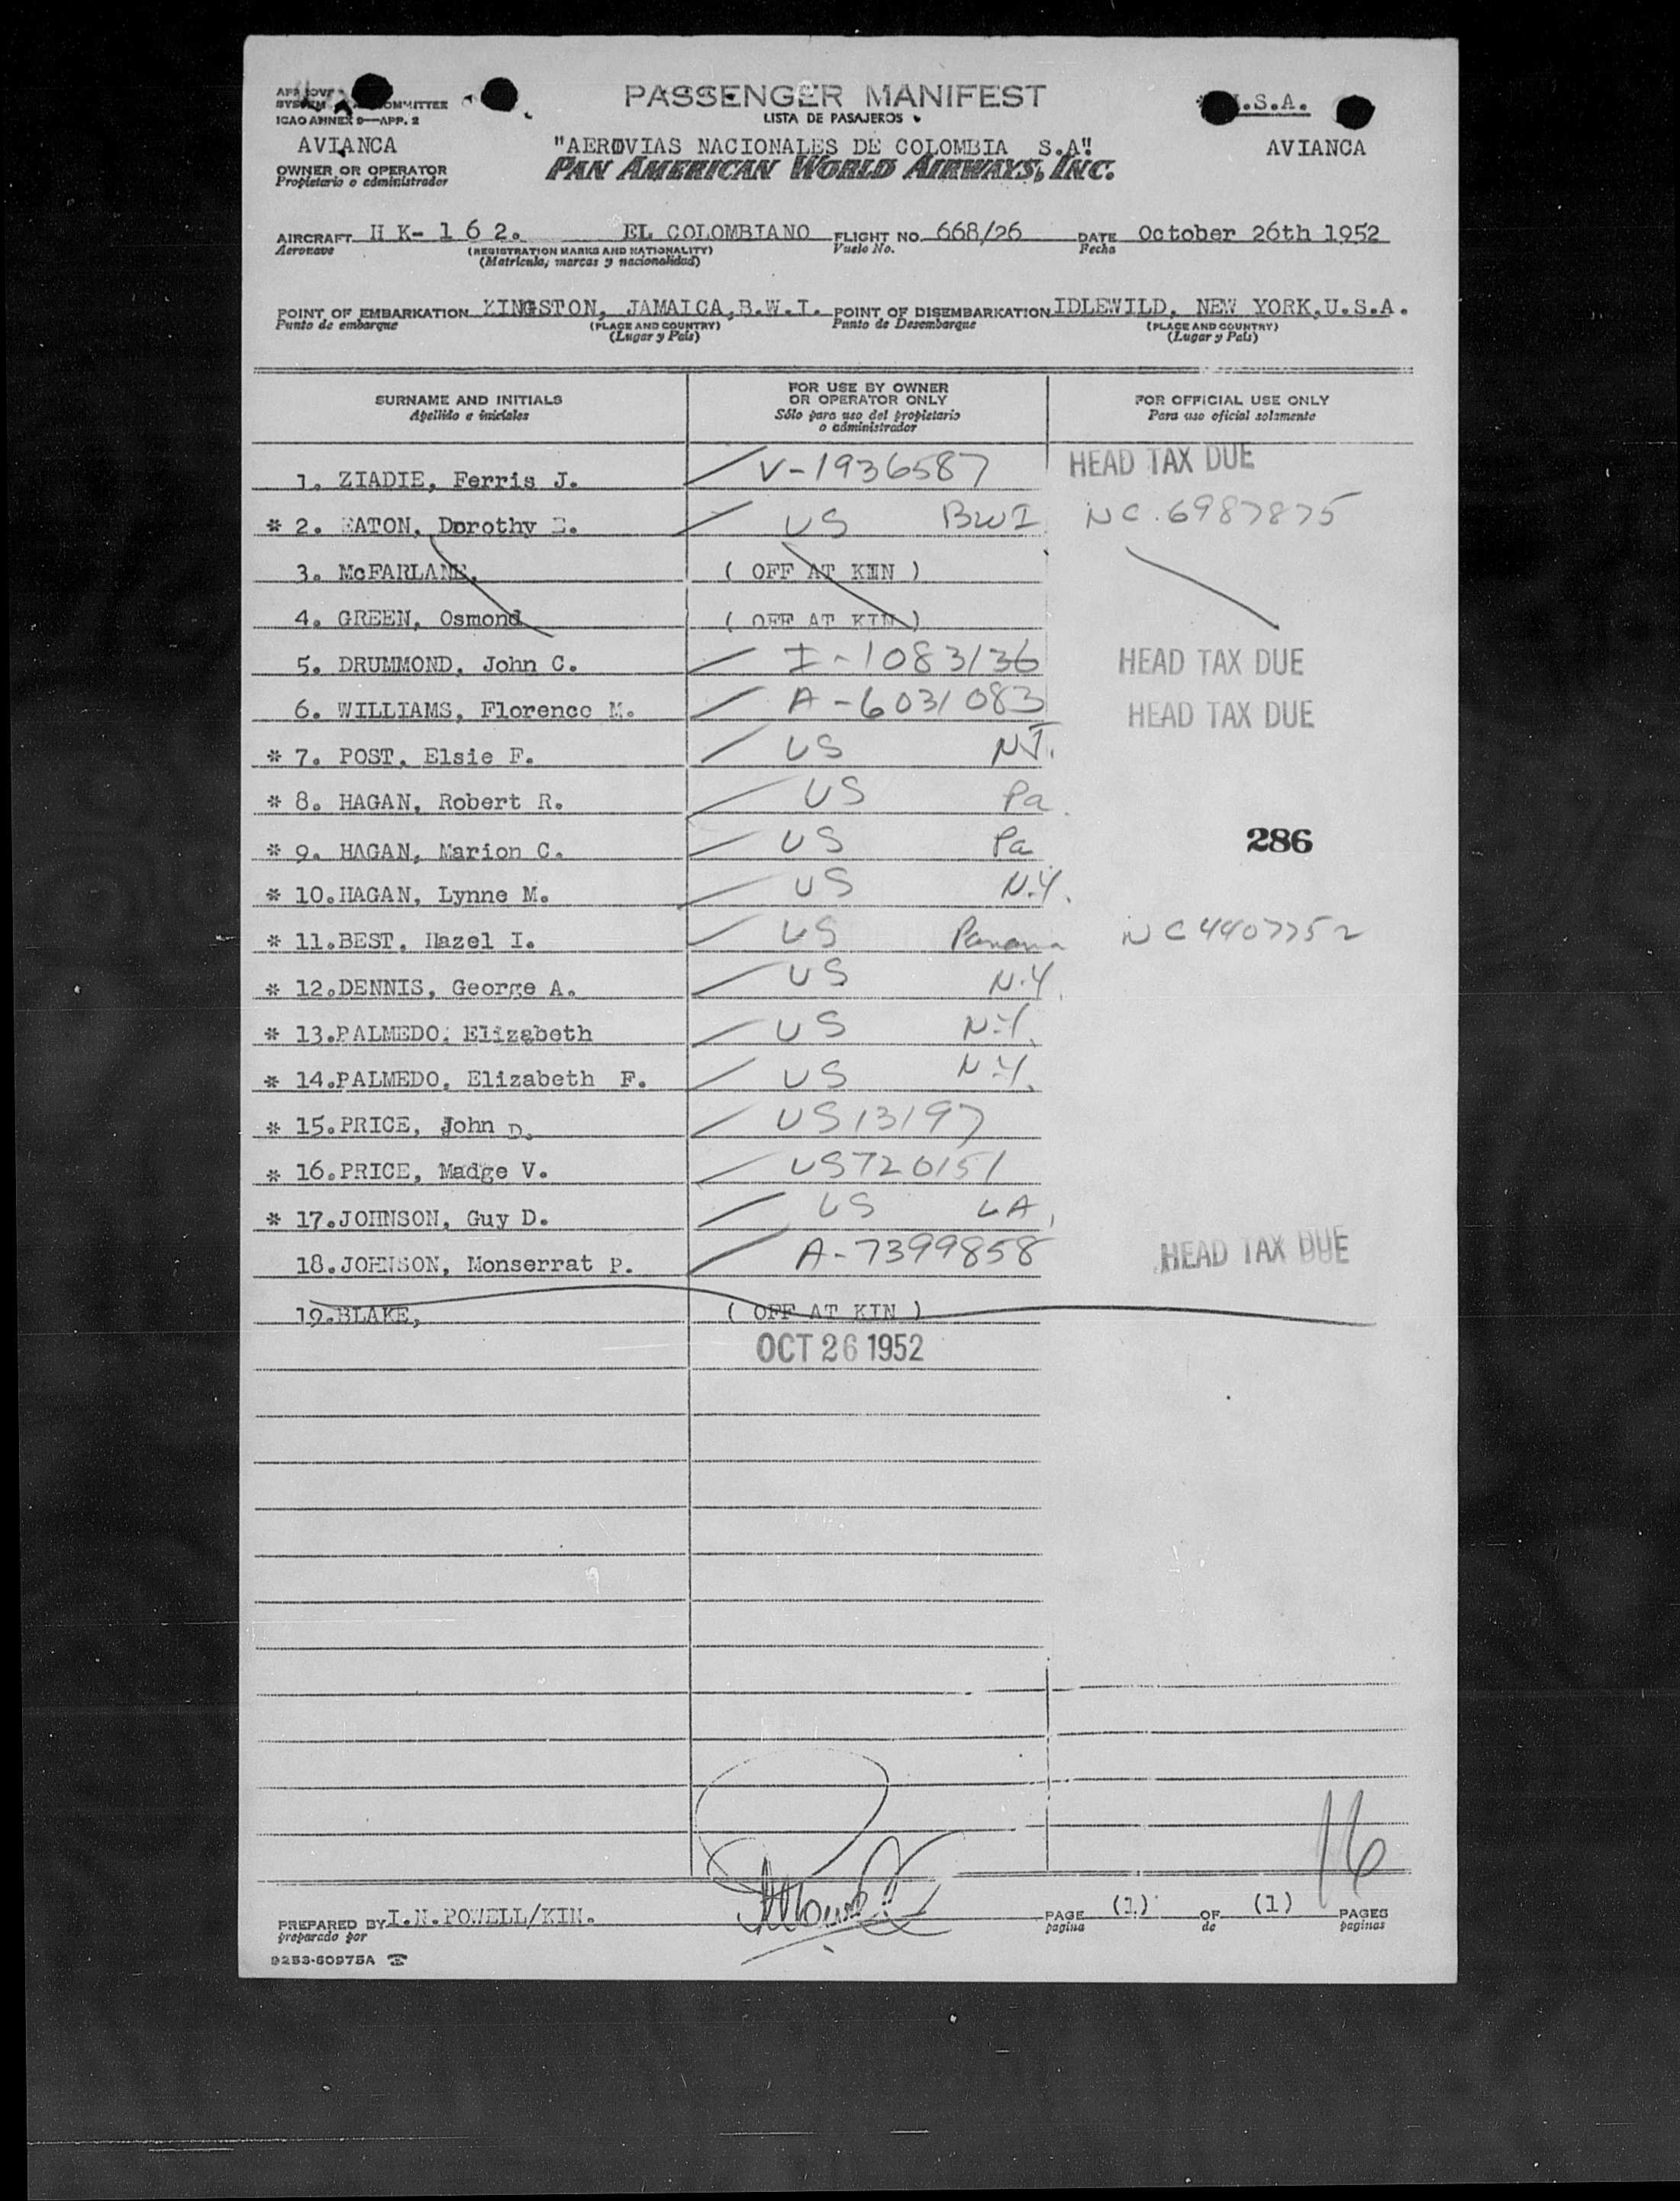 PASSENGER MANIFEST
LISTA DE PASAJEROS
ICAO ANNEX 9—APP. 2
AVIANCA
"AEROVIAS NACIONALES DE COLOMBIA S.A"
AVIANCA
OWNER OR OPERATOR
Propietario o administrador
PAN AMERICAN WORLD AIRWAYS, INC.
AIRCRAFT H K- 1 6 2. EL COLOMBIANO FLIGHT NO. 668/26 DATE October 26th 1952
Aeronave (REGISTRATION MARKS AND NATIONALITY) Vuelo No. Fecha
(Matricula, marcas y nacionalidad)
POINT OF EMBARKATION KINGSTON, JAMAICA,B.W.I. POINT OF DISEMBARKATION IDLEWILD, NEW YORK,U.S.A.
Punto de embarque (PLACE AND COUNTRY) Punto de Desembarque (PLACE AND COUNTRY)
(Lugar y País) (Lugar y País)
SURNAME AND INITIALS
Apellido e iniciales
FOR USE BY OWNER
OR OPERATOR ONLY
Sólo para uso del propietario
o administrador
FOR OFFICIAL USE ONLY
Para uso oficial solamente
1. ZIADIE, Ferris J. V-1936587 HEAD TAX DUE
* 2. EATON, Dorothy E. US BWI NC.6987875
3. McFARLANE, ( OFF AT KIN )
4. GREEN, Osmond ( OFF AT KIN )
5. DRUMMOND, John C. I-1083136 HEAD TAX DUE
6. WILLIAMS, Florence M. A-6031083 HEAD TAX DUE
* 7. POST, Elsie F. US NJ.
* 8. HAGAN, Robert R. US Pa
* 9. HAGAN, Marion C. US Pa 286
* 10.HAGAN, Lynne M. US N.Y.
* 11.BEST, Hazel I. US Panama NC4407752
* 12.DENNIS, George A. US N.Y.
* 13.PALMEDO, Elizabeth US N.Y.
* 14.PALMEDO, Elizabeth F. US N.Y.
* 15.PRICE, John D. US13197
* 16.PRICE, Madge V. US720151
* 17.JOHNSON, Guy D. US LA,
18.JOHNSON, Monserrat P. A-7399858 HEAD TAX DUE
19.BLAKE, ( OFF AT KIN )
OCT 26 1952
16
PREPARED BY I.N.POWELL/KIN. PAGE (1) OF (1) PAGES
preparado por pagina de paginas
9253-60975A